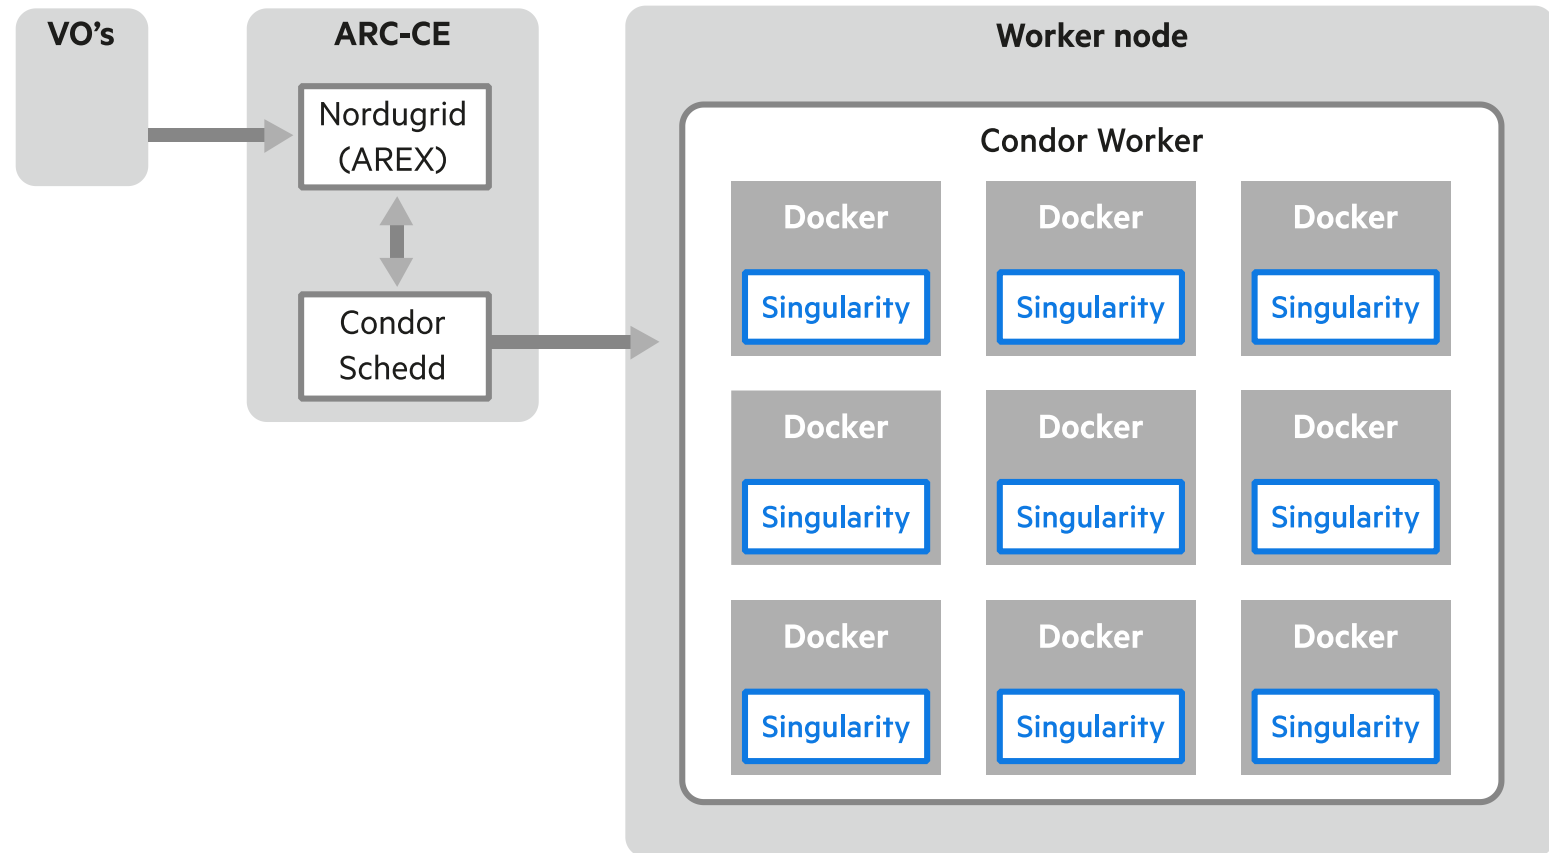 VO's
ARC-CE
Nordugrid
(AREX)
Condor
Schedd
Worker node
Condor Worker
Docker
Docker
Docker
Singularity
Singularity
Singularity
Docker
Docker
Docker
Singularity
Singularity
Singularity
Docker
Docker
Docker
Singularity
Singularity
Singularity